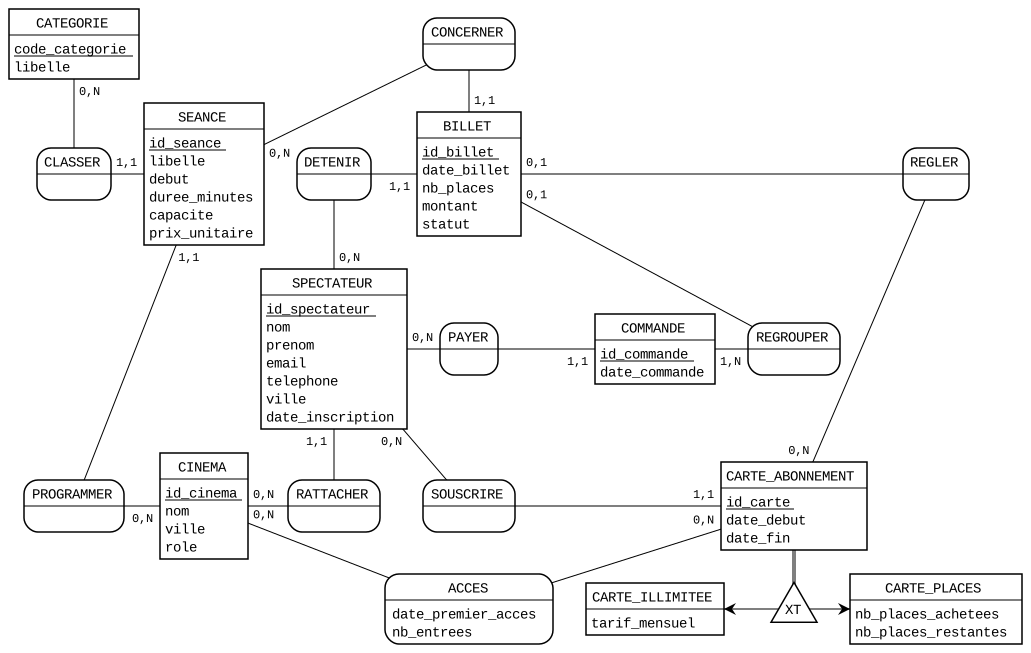 CATEGORIE
code_categorie
libelle
CONCERNER
0,N
1,1
SEANCE
id_seance
libelle
debut
duree_minutes
capacite
prix_unitaire
BILLET
id_billet
date_billet
nb_places
montant
statut
CLASSER
1,1
0,N
DETENIR
1,1
0,1
0,1
REGLER
1,1
0,N
SPECTATEUR
id_spectateur
nom
prenom
email
telephone
ville
date_inscription
0,N
PAYER
1,1
COMMANDE
id_commande
date_commande
1,N
REGROUPER
1,1
0,N
0,N
PROGRAMMER
0,N
CINEMA
id_cinema
nom
ville
role
0,N
0,N
RATTACHER
SOUSCRIRE
1,1
0,N
CARTE_ABONNEMENT
id_carte
date_debut
date_fin
ACCES
date_premier_acces
nb_entrees
CARTE_ILLIMITEE
tarif_mensuel
XT
CARTE_PLACES
nb_places_achetees
nb_places_restantes